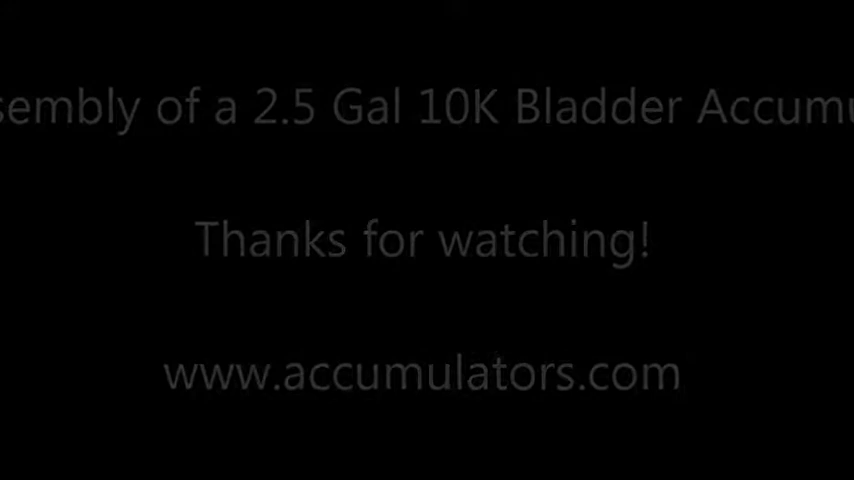 sembly of a 2.5 Gal 10K Bladder Accumu
Thanks for watching!
www.accumulators.com